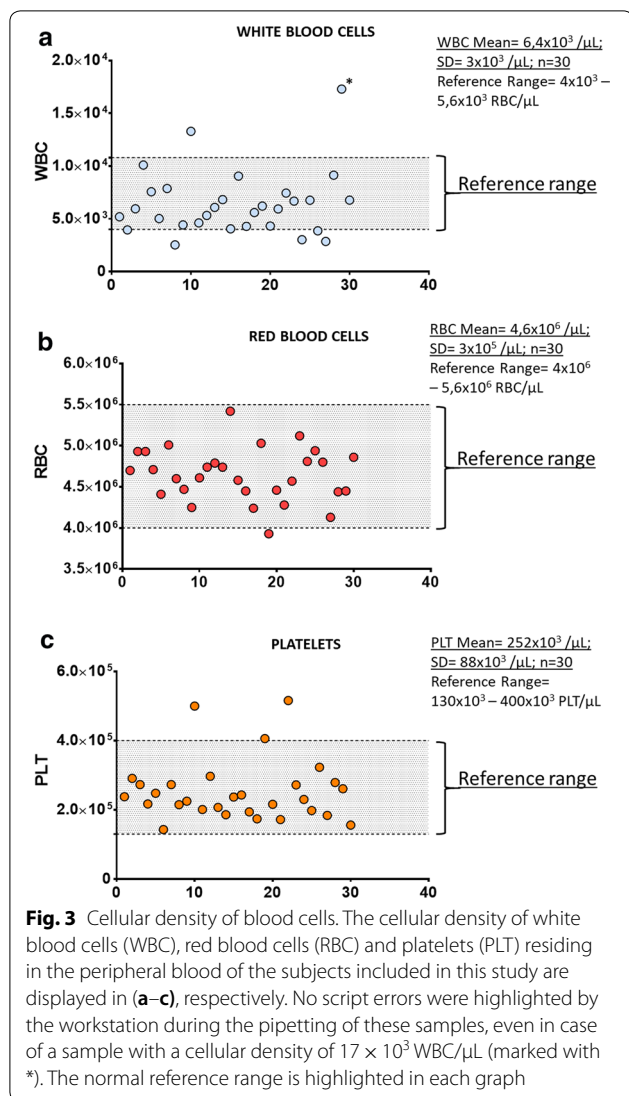 a
WHITE BLOOD CELLS
WBC Mean= 6,4x10³ /µL;
SD= 3x10³ /µL; n=30
Reference Range= 4x10³ –
5,6x10³ RBC/µL
2.0×10⁴
1.5×10⁴
1.0×10⁴
5.0×10³
0
WBC
*
Reference range
0 10 20 30 40
b
RED BLOOD CELLS
RBC Mean= 4,6x10⁶ /µL;
SD= 3x10⁵ /µL; n=30
Reference Range= 4x10⁶
– 5,6x10⁶ RBC/µL
6.0×10⁶
5.5×10⁶
5.0×10⁶
4.5×10⁶
4.0×10⁶
3.5×10⁶
RBC
Reference range
0 10 20 30 40
c
PLATELETS
PLT Mean= 252x10³ /µL;
SD= 88x10³ /µL; n=30
Reference Range=
130x10³ – 400x10³ PLT/µL
6.0×10⁵
4.0×10⁵
2.0×10⁵
0
PLT
Reference range
0 10 20 30 40
Fig. 3 Cellular density of blood cells. The cellular density of white
blood cells (WBC), red blood cells (RBC) and platelets (PLT) residing
in the peripheral blood of the subjects included in this study are
displayed in (a–c), respectively. No script errors were highlighted by
the workstation during the pipetting of these samples, even in case
of a sample with a cellular density of 17 × 10³ WBC/µL (marked with
*). The normal reference range is highlighted in each graph